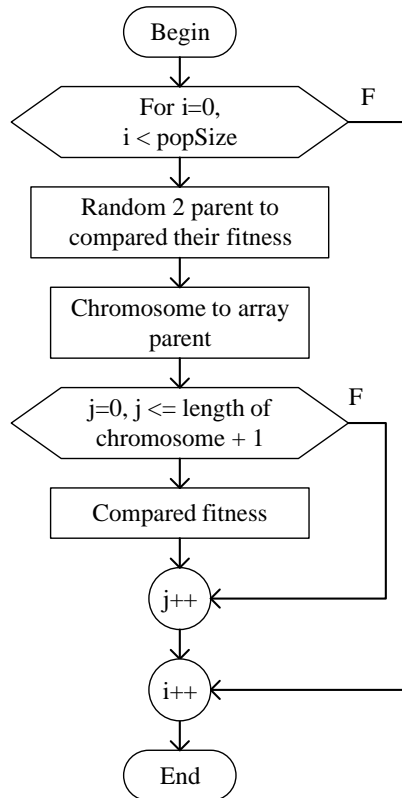 Begin
For i=0,
i < popSize
F
Random 2 parent to
compared their fitness
Chromosome to array
parent
j=0, j <= length of
chromosome + 1
F
Compared fitness
j++
i++
End